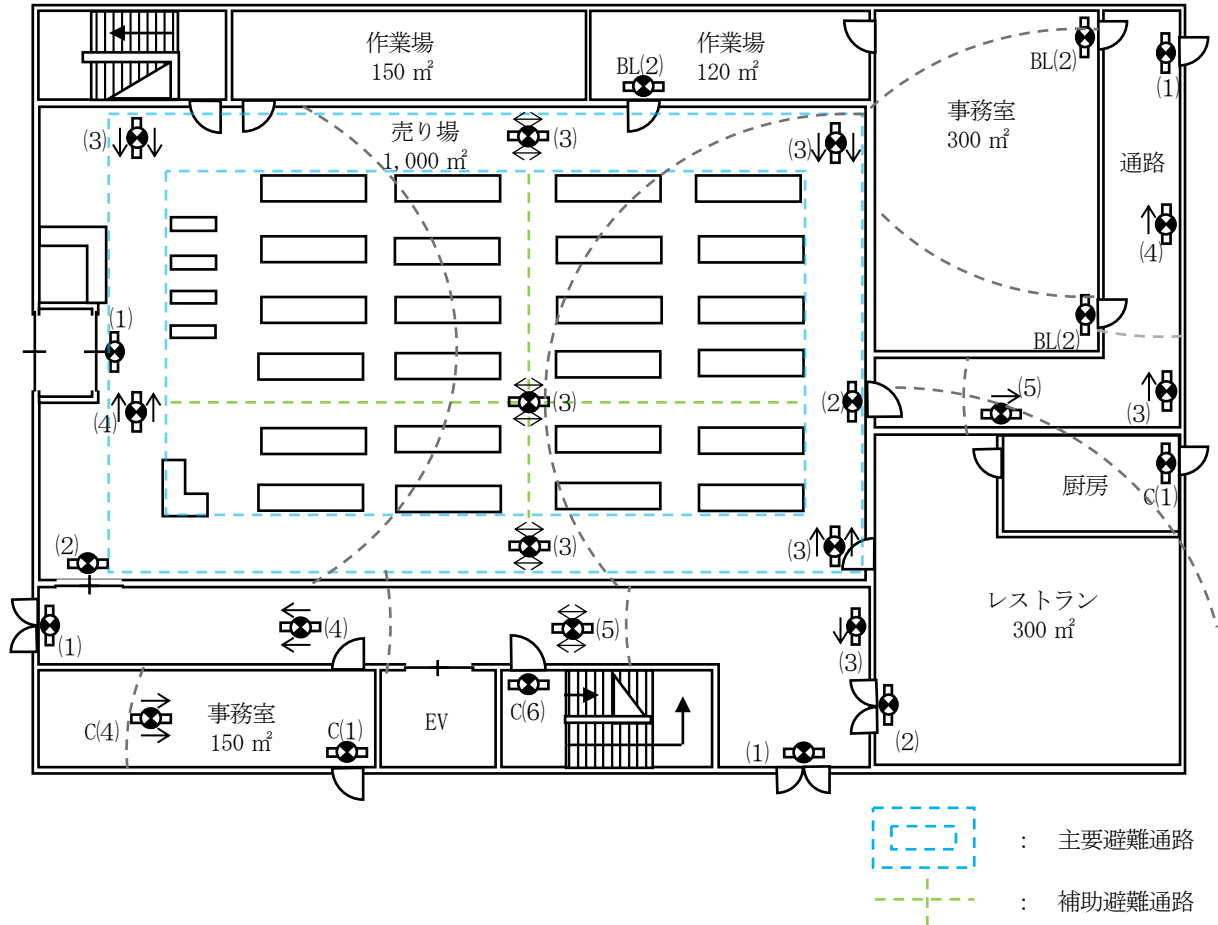 作業場
150 ㎡
作業場
120 ㎡
BL(2)
BL(2)
(1)
事務室
300 ㎡
(3)
売り場
1,000 ㎡
(3)
(3)
通路
(4)
(1)
BL(2)
(4)
(3)
(2)
(5)
(3)
厨房
C(1)
(2)
(3)
(3)
レストラン
300 ㎡
(1)
(4)
(5)
(3)
C(4)
事務室
150 ㎡
C(1)
EV
C(6)
(1)
(2)
： 主要避難通路
： 補助避難通路